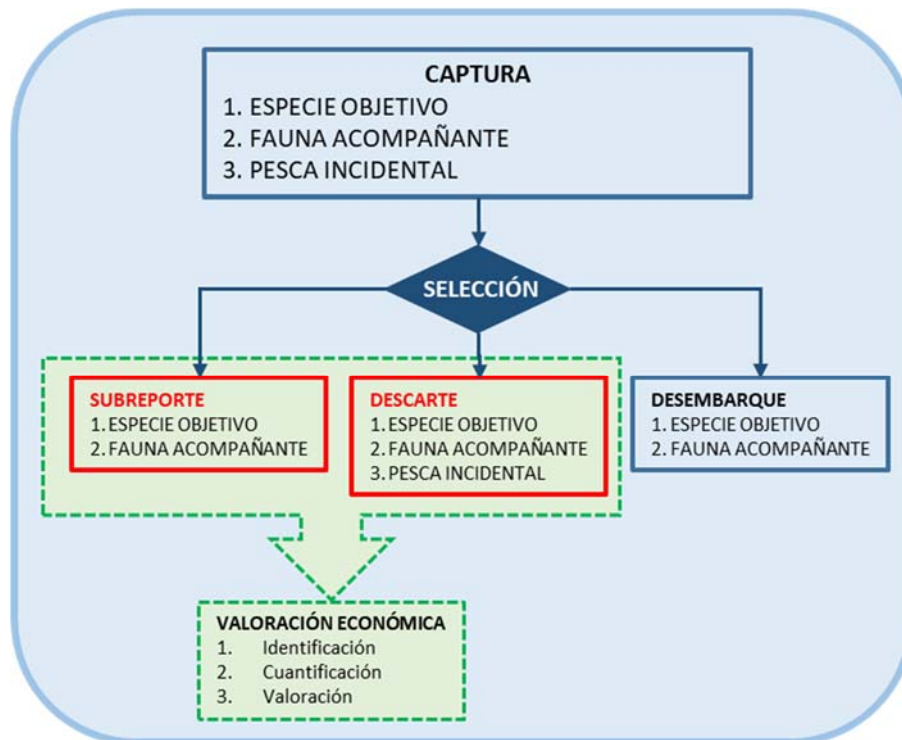 CAPTURA
1. ESPECIE OBJETIVO
2. FAUNA ACOMPAÑANTE
3. PESCA INCIDENTAL
SELECCIÓN
SUBREPORTE
1. ESPECIE OBJETIVO
2. FAUNA ACOMPAÑANTE
DESCARTE
1. ESPECIE OBJETIVO
2. FAUNA ACOMPAÑANTE
3. PESCA INCIDENTAL
DESEMBARQUE
1. ESPECIE OBJETIVO
2. FAUNA ACOMPAÑANTE
VALORACIÓN ECONÓMICA
1. Identificación
2. Cuantificación
3. Valoración